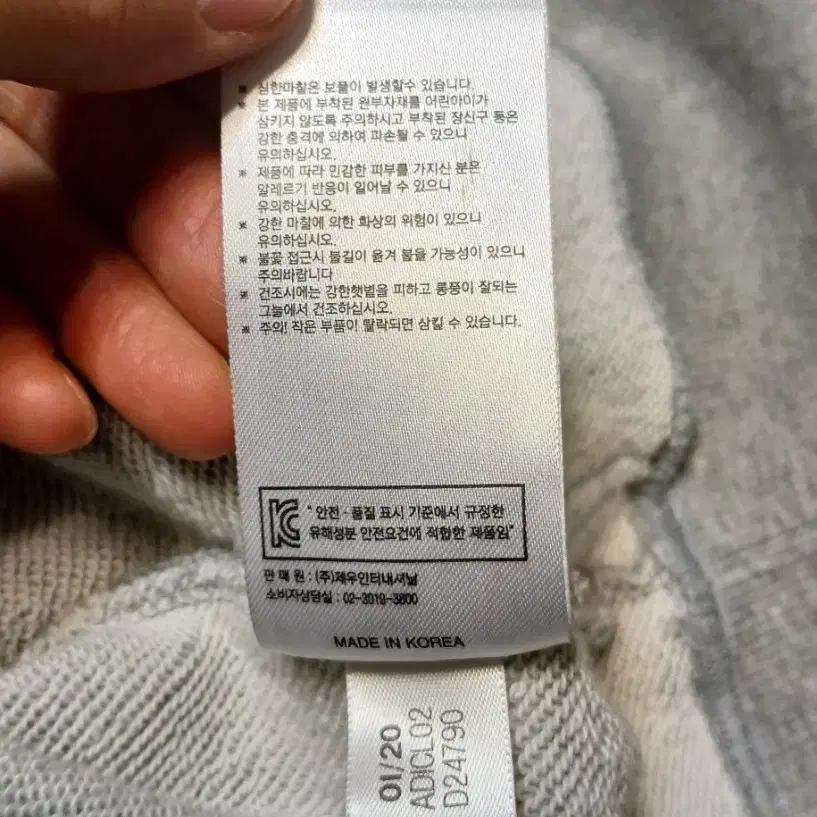 ※ 심한마찰은 보풀이 발생할수 있습니다.
※ 본 제품에 부착된 원부자재를 어린아이가
삼키지 않도록 주의하시고 부착된 장신구 등은
강한 충격에 의하여 파손될 수 있으니
유의하십시오.
※ 제품에 따라 민감한 피부를 가지신 분은
알레르기 반응이 일어날 수 있으니
유의하십시오.
※ 강한 마찰에 의한 화상의 위험이 있으니
유의하십시오.
※ 불꽃 접근시 불길이 옮겨 붙을 가능성이 있으니
주의바랍니다
※ 건조시에는 강한햇볕을 피하고 통풍이 잘되는
그늘에서 건조하십시오.
※ 주의! 작은 부품이 탈락되면 삼킬 수 있습니다.
KC
"안전·품질 표시 기준에서 규정한
유해성분 안전요건에 적합한 제품임"
판 매 원 : (주)제우인터내셔날
소비자상담실 : 02-3019-3800
MADE IN KOREA
01/20
ADICL02
D24790